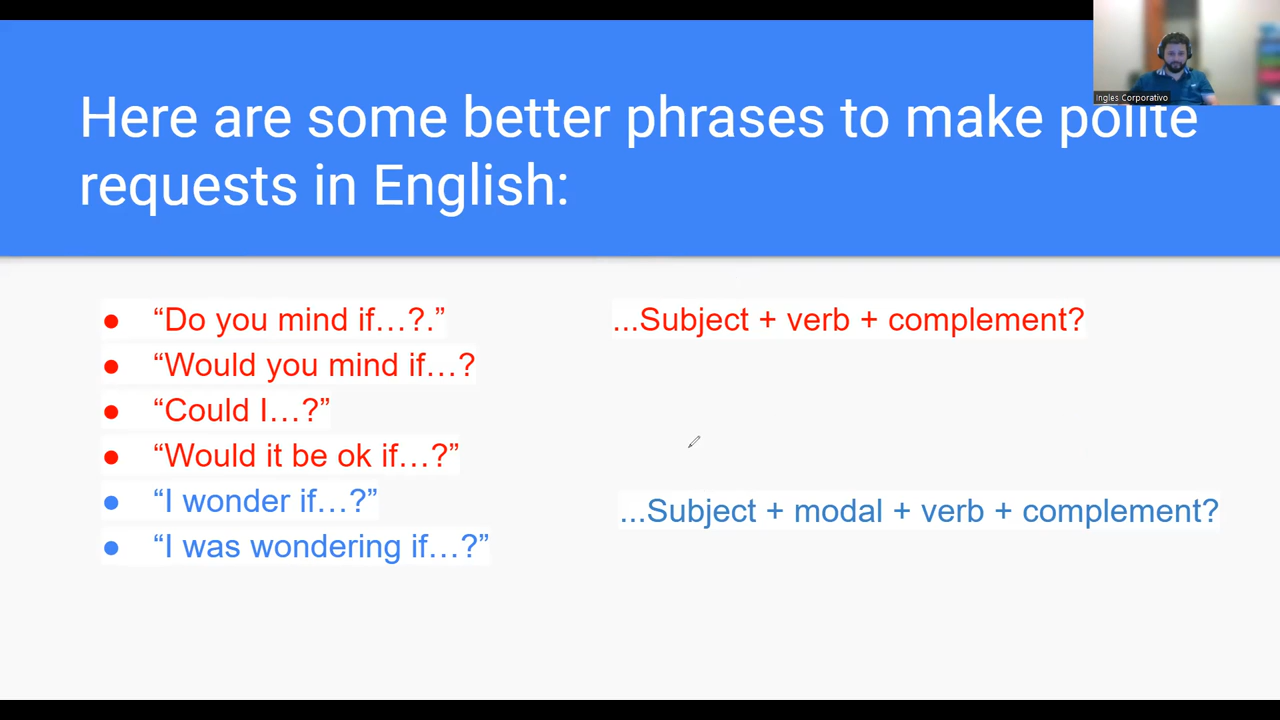 Ingles Corporativo
Here are some better phrases to make polite
requests in English:
● “Do you mind if…?.”
...Subject + verb + complement?
● “Would you mind if…?
● “Could I…?”
● “Would it be ok if…?”
● “I wonder if…?”
...Subject + modal + verb + complement?
● “I was wondering if…?”